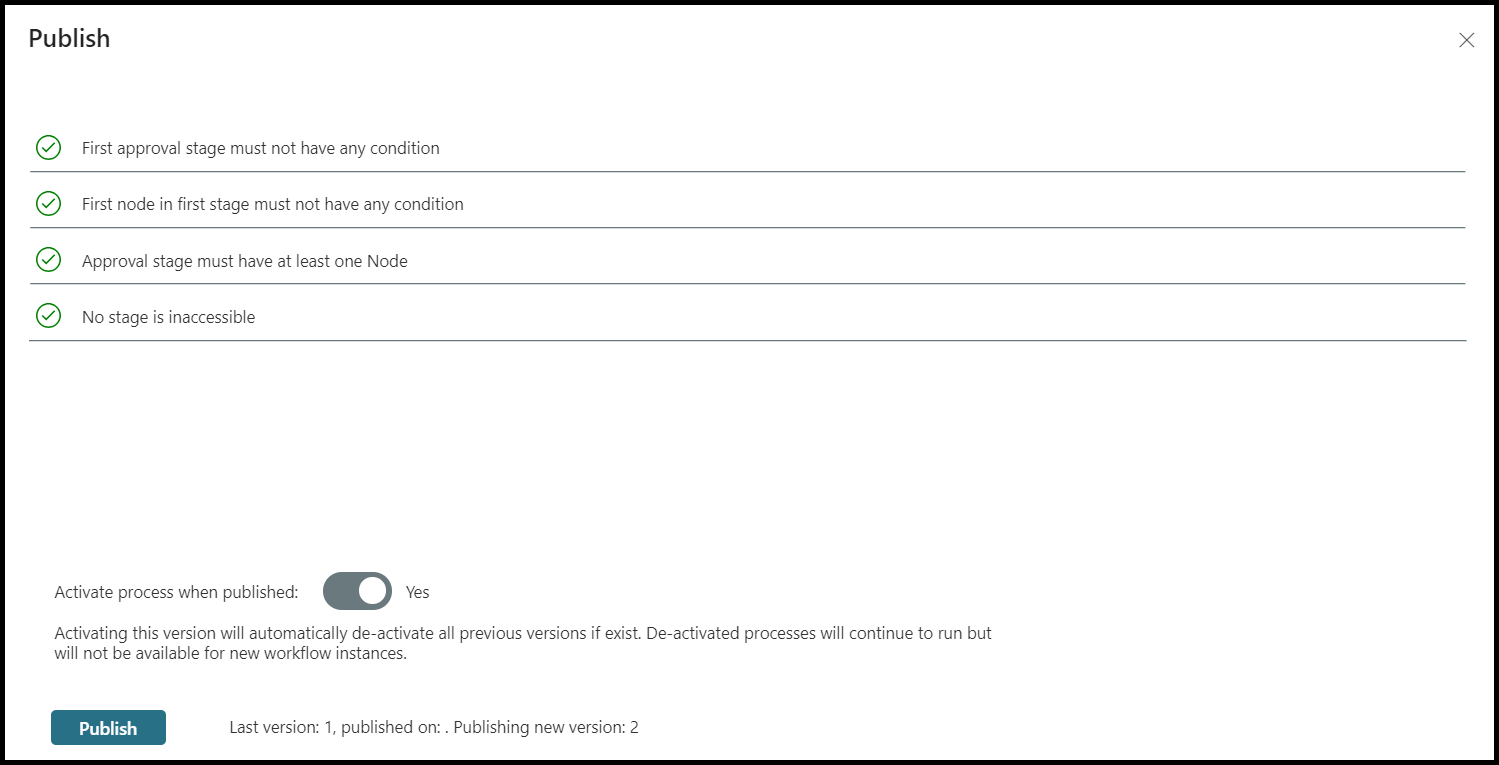 Publish
First approval stage must not have any condition
First node in first stage must not have any condition
Approval stage must have at least one Node
No stage is inaccessible
Activate process when published: Yes
Activating this version will automatically de-activate all previous versions if exist. De-activated processes will continue to run but
will not be available for new workflow instances.
Publish Last version: 1, published on: . Publishing new version: 2